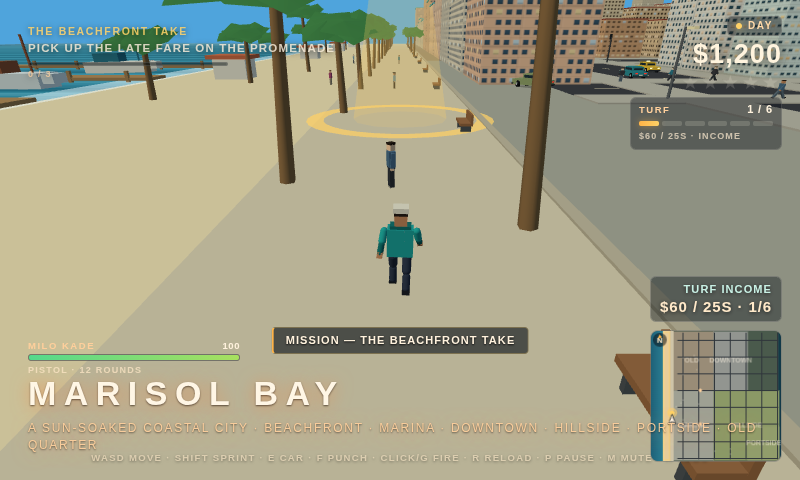 THE BEACHFRONT TAKE
PICK UP THE LATE FARE ON THE PROMENADE
0 / 3
DAY
$1,200
TURF 1 / 6
$60 / 25S · INCOME
TURF INCOME
$60 / 25S · 1/6
MISSION — THE BEACHFRONT TAKE
MILO KADE 100
PISTOL · 12 ROUNDS
MARISOL BAY
A SUN-SOAKED COASTAL CITY · BEACHFRONT · MARINA · DOWNTOWN · HILLSIDE · PORTSIDE · OLD
QUARTER
WASD MOVE · SHIFT SPRINT · E CAR · F PUNCH · CLICK/G FIRE · R RELOAD · P PAUSE · M MUTE
N
OLD DOWNTOWN
PORTSIDE